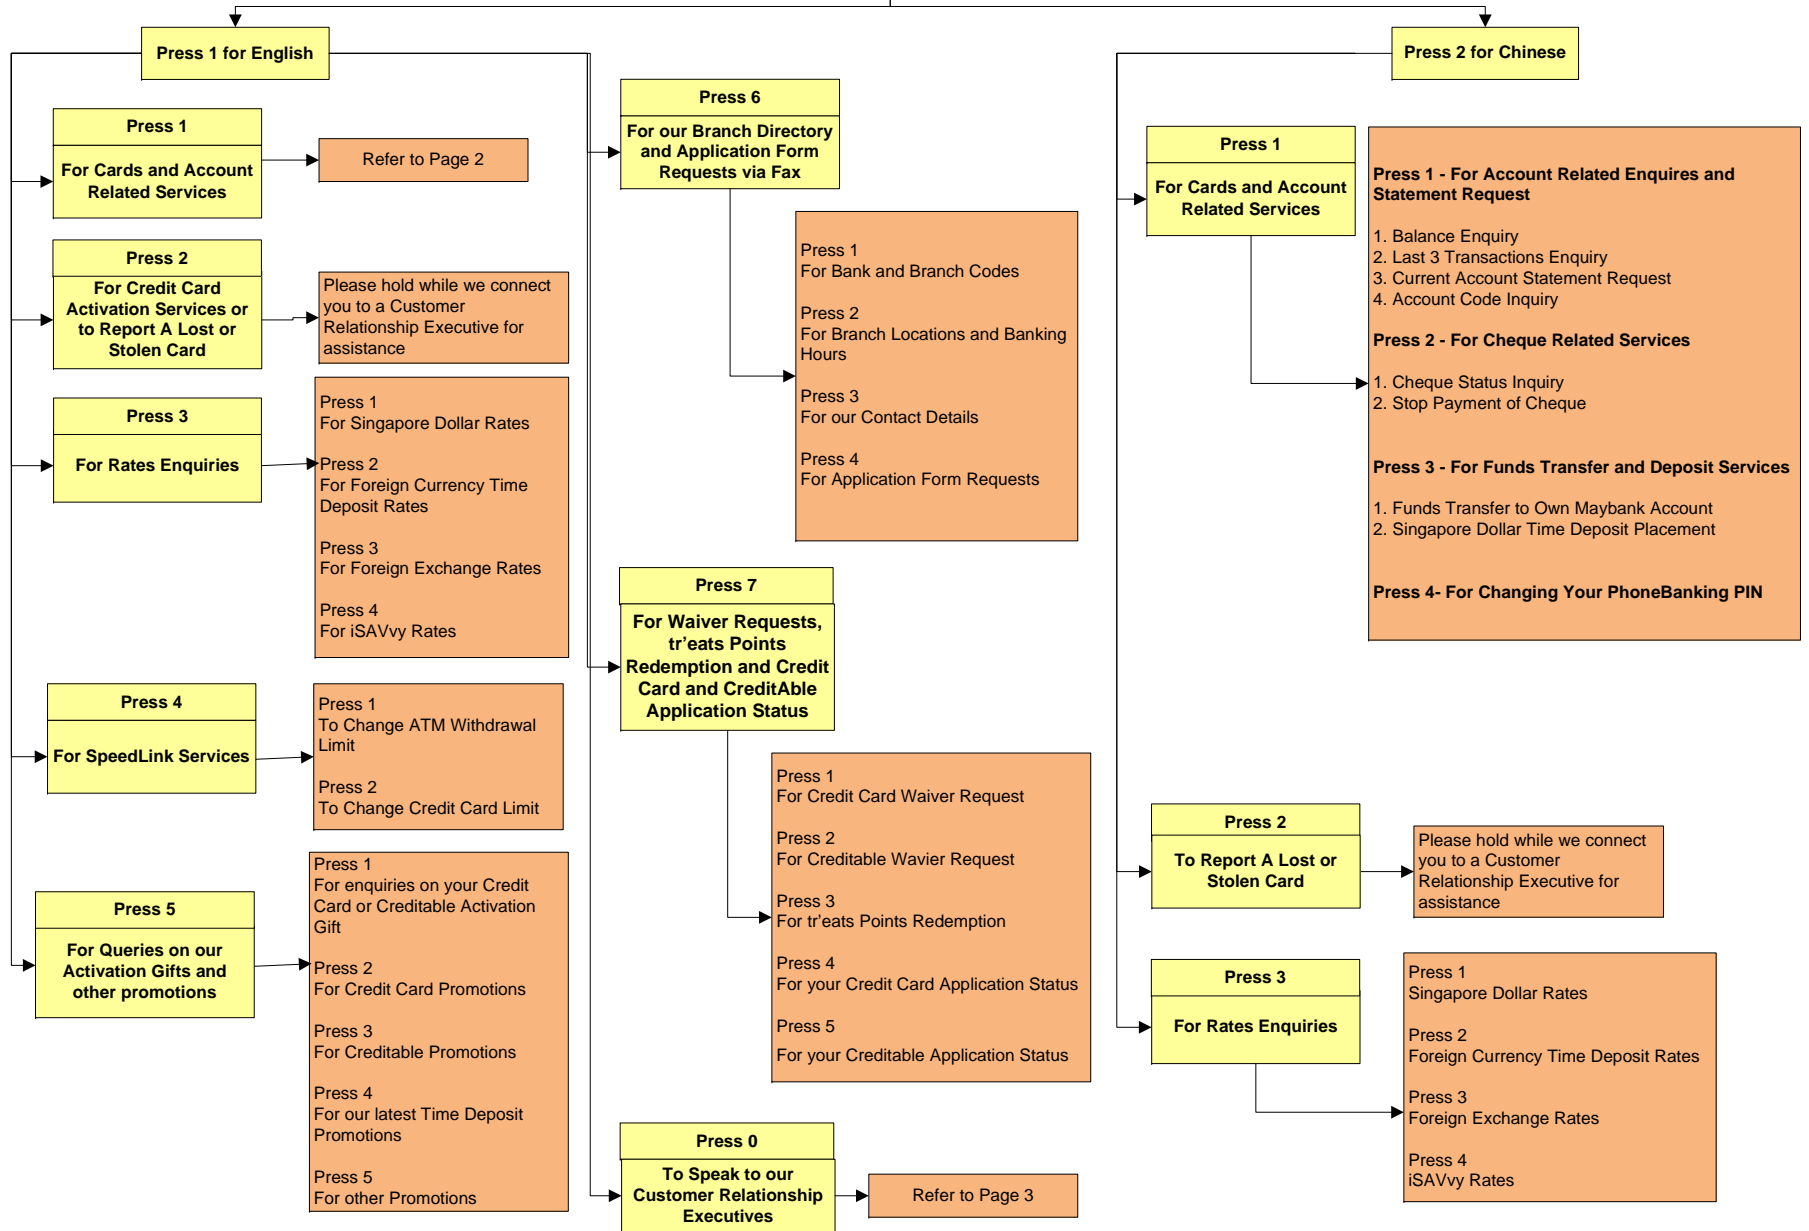 Press 1 for English
Press 1
For Cards and Account
Related Services
Refer to Page 2
Press 2
For Credit Card
Activation Services or
to Report A Lost or
Stolen Card
Please hold while we connect
you to a Customer
Relationship Executive for
assistance
Press 3
For Rates Enquiries
Press 1
For Singapore Dollar Rates
Press 2
For Foreign Currency Time
Deposit Rates
Press 3
For Foreign Exchange Rates
Press 4
For iSAVvy Rates
Press 4
For SpeedLink Services
Press 1
To Change ATM Withdrawal
Limit
Press 2
To Change Credit Card Limit
Press 5
For Queries on our
Activation Gifts and
other promotions
Press 1
For enquiries on your Credit
Card or Creditable Activation
Gift
Press 2
For Credit Card Promotions
Press 3
For Creditable Promotions
Press 4
For our latest Time Deposit
Promotions
Press 5
For other Promotions
Press 6
For our Branch Directory
and Application Form
Requests via Fax
Press 1
For Bank and Branch Codes
Press 2
For Branch Locations and Banking
Hours
Press 3
For our Contact Details
Press 4
For Application Form Requests
Press 7
For Waiver Requests,
tr’eats Points
Redemption and Credit
Card and CreditAble
Application Status
Press 1
For Credit Card Waiver Request
Press 2
For Creditable Wavier Request
Press 3
For tr’eats Points Redemption
Press 4
For your Credit Card Application Status
Press 5
For your Creditable Application Status
Press 0
To Speak to our
Customer Relationship
Executives
Refer to Page 3
Press 2 for Chinese
Press 1
For Cards and Account
Related Services
Press 1 - For Account Related Enquires and
Statement Request
1. Balance Enquiry
2. Last 3 Transactions Enquiry
3. Current Account Statement Request
4. Account Code Inquiry
Press 2 - For Cheque Related Services
1. Cheque Status Inquiry
2. Stop Payment of Cheque
Press 3 - For Funds Transfer and Deposit Services
1. Funds Transfer to Own Maybank Account
2. Singapore Dollar Time Deposit Placement
Press 4- For Changing Your PhoneBanking PIN
Press 2
To Report A Lost or
Stolen Card
Please hold while we connect
you to a Customer
Relationship Executive for
assistance
Press 3
For Rates Enquiries
Press 1
Singapore Dollar Rates
Press 2
Foreign Currency Time Deposit Rates
Press 3
Foreign Exchange Rates
Press 4
iSAVvy Rates